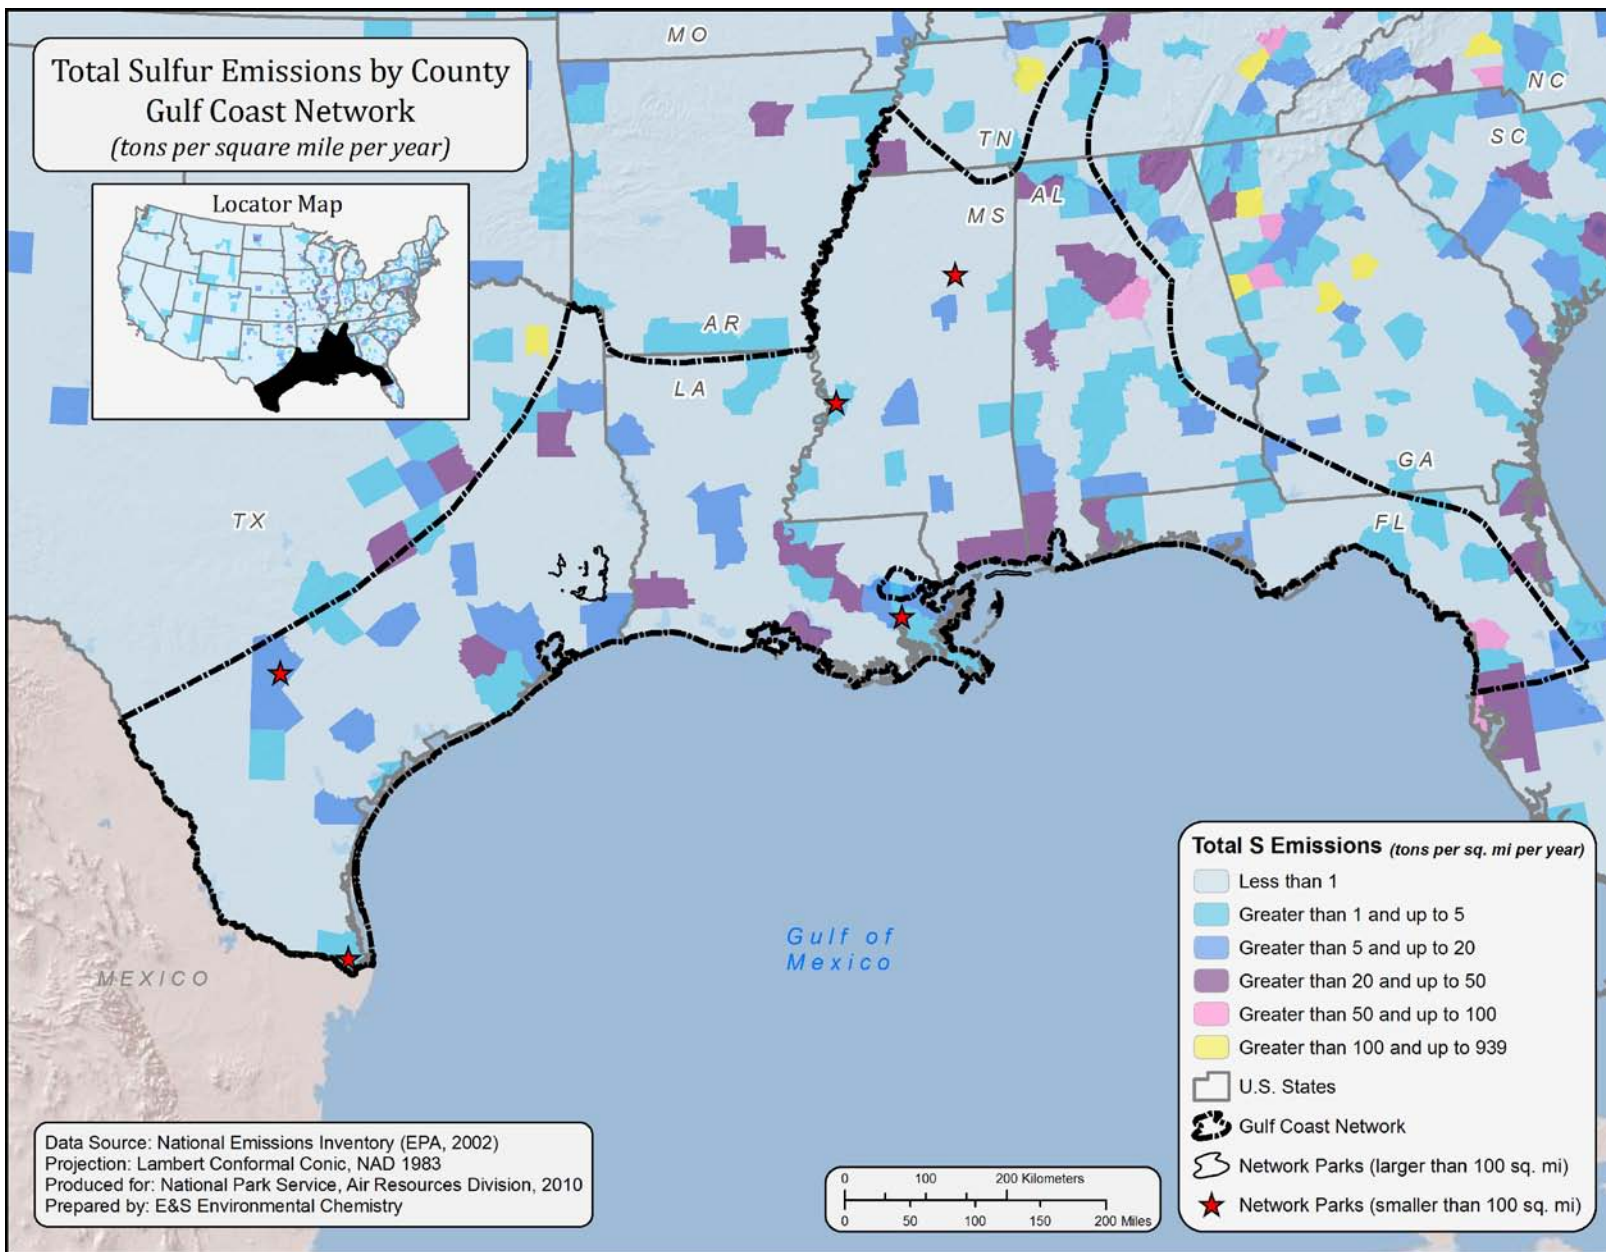 Total Sulfur Emissions by County
Gulf Coast Network
(tons per square mile per year)
Locator Map
MO
NC
TN
SC
AL
MS
AR
LA
GA
TX
FL
Gulf of
Mexico
MEXICO
Total S Emissions (tons per sq. mi per year)
Less than 1
Greater than 1 and up to 5
Greater than 5 and up to 20
Greater than 20 and up to 50
Greater than 50 and up to 100
Greater than 100 and up to 939
U.S. States
Gulf Coast Network
Network Parks (larger than 100 sq. mi)
Network Parks (smaller than 100 sq. mi)
Data Source: National Emissions Inventory (EPA, 2002)
Projection: Lambert Conformal Conic, NAD 1983
Produced for: National Park Service, Air Resources Division, 2010
Prepared by: E&S Environmental Chemistry
0 100 200 Kilometers
0 50 100 150 200 Miles